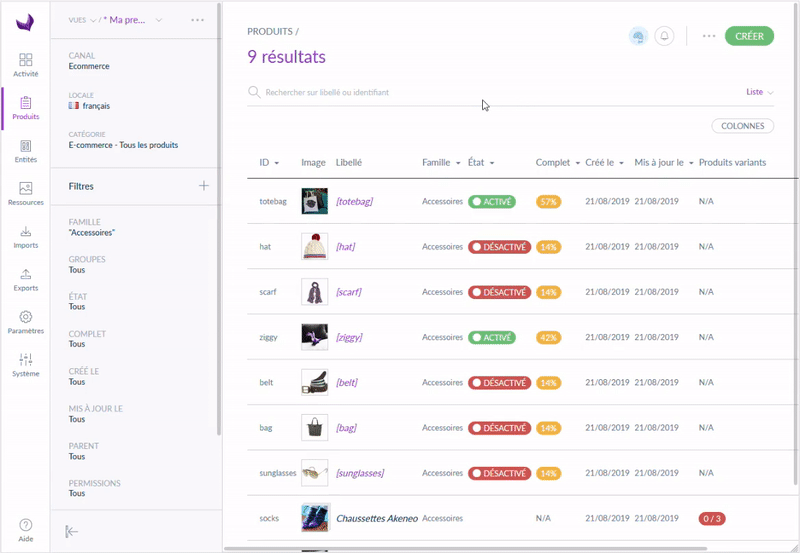 VUES / * Ma pre... ...
CANAL
Ecommerce
LOCALE
français
CATÉGORIE
E-commerce - Tous les produits
Filtres +
FAMILLE
"Accessoires"
GROUPES
Tous
ÉTAT
Tous
COMPLET
Tous
CRÉÉ LE
Tous
MIS À JOUR LE
Tous
PARENT
Tous
PERMISSIONS
Tous
Activité
Produits
Entités
Ressources
Imports
Exports
Paramètres
Système
Aide
PRODUITS /
9 résultats
... CRÉER
Rechercher sur libellé ou identifiant
Liste
COLONNES
ID Image Libellé Famille État Complet Créé le Mis à jour le Produits variants
totebag [totebag] Accessoires ACTIVÉ 57% 21/08/2019 21/08/2019 N/A
hat [hat] Accessoires DÉSACTIVÉ 14% 21/08/2019 21/08/2019 N/A
scarf [scarf] Accessoires DÉSACTIVÉ 14% 21/08/2019 21/08/2019 N/A
ziggy [ziggy] Accessoires ACTIVÉ 42% 21/08/2019 21/08/2019 N/A
belt [belt] Accessoires DÉSACTIVÉ 14% 21/08/2019 21/08/2019 N/A
bag [bag] Accessoires DÉSACTIVÉ 14% 21/08/2019 21/08/2019 N/A
sunglasses [sunglasses] Accessoires DÉSACTIVÉ 14% 21/08/2019 21/08/2019 N/A
socks Chaussettes Akeneo Accessoires N/A 21/08/2019 21/08/2019 0 / 3